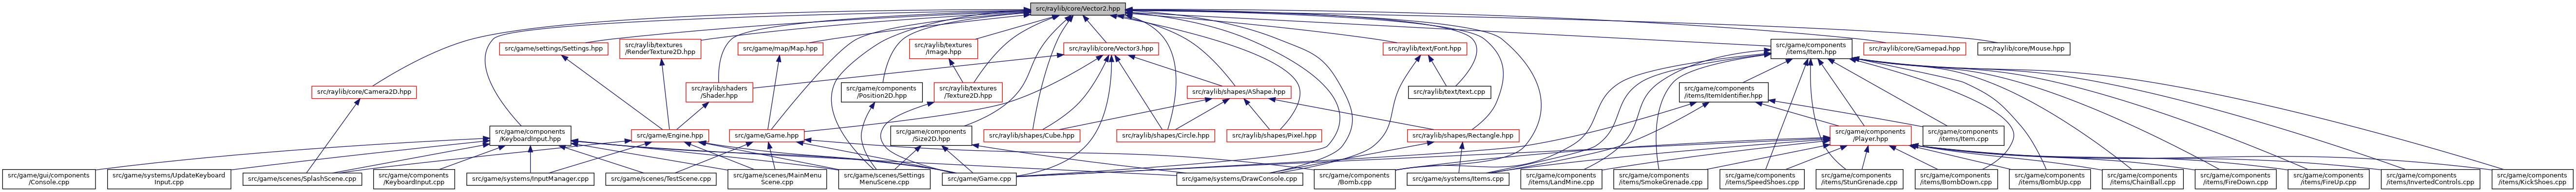 src/raylib/core/Vector2.hpp
src/game/settings/Settings.hpp
src/raylib/textures
/RenderTexture2D.hpp
src/game/map/Map.hpp
src/raylib/textures
/Image.hpp
src/raylib/core/Vector3.hpp
src/raylib/text/Font.hpp
src/game/components
/items/Item.hpp
src/raylib/core/Gamepad.hpp
src/raylib/core/Mouse.hpp
src/raylib/core/Camera2D.hpp
src/raylib/shaders
/Shader.hpp
src/game/components
/Position2D.hpp
src/raylib/textures
/Texture2D.hpp
src/raylib/shapes/AShape.hpp
src/raylib/text/text.cpp
src/game/components
/items/ItemIdentifier.hpp
src/game/components
/KeyboardInput.hpp
src/game/Engine.hpp
src/game/Game.hpp
src/game/components
/Size2D.hpp
src/raylib/shapes/Cube.hpp
src/raylib/shapes/Circle.hpp
src/raylib/shapes/Pixel.hpp
src/raylib/shapes/Rectangle.hpp
src/game/components
/Player.hpp
src/game/components
/items/Item.cpp
src/game/gui/components
/Console.cpp
src/game/systems/UpdateKeyboard
Input.cpp
src/game/scenes/SplashScene.cpp
src/game/components
/KeyboardInput.cpp
src/game/systems/InputManager.cpp
src/game/scenes/TestScene.cpp
src/game/scenes/MainMenu
Scene.cpp
src/game/scenes/Settings
MenuScene.cpp
src/game/Game.cpp
src/game/systems/DrawConsole.cpp
src/game/components
/Bomb.cpp
src/game/systems/Items.cpp
src/game/components
/items/LandMine.cpp
src/game/components
/items/SmokeGrenade.cpp
src/game/components
/items/SpeedShoes.cpp
src/game/components
/items/StunGrenade.cpp
src/game/components
/items/BombDown.cpp
src/game/components
/items/BombUp.cpp
src/game/components
/items/ChainBall.cpp
src/game/components
/items/FireDown.cpp
src/game/components
/items/FireUp.cpp
src/game/components
/items/InvertedControls.cpp
src/game/components
/items/KickShoes.cpp